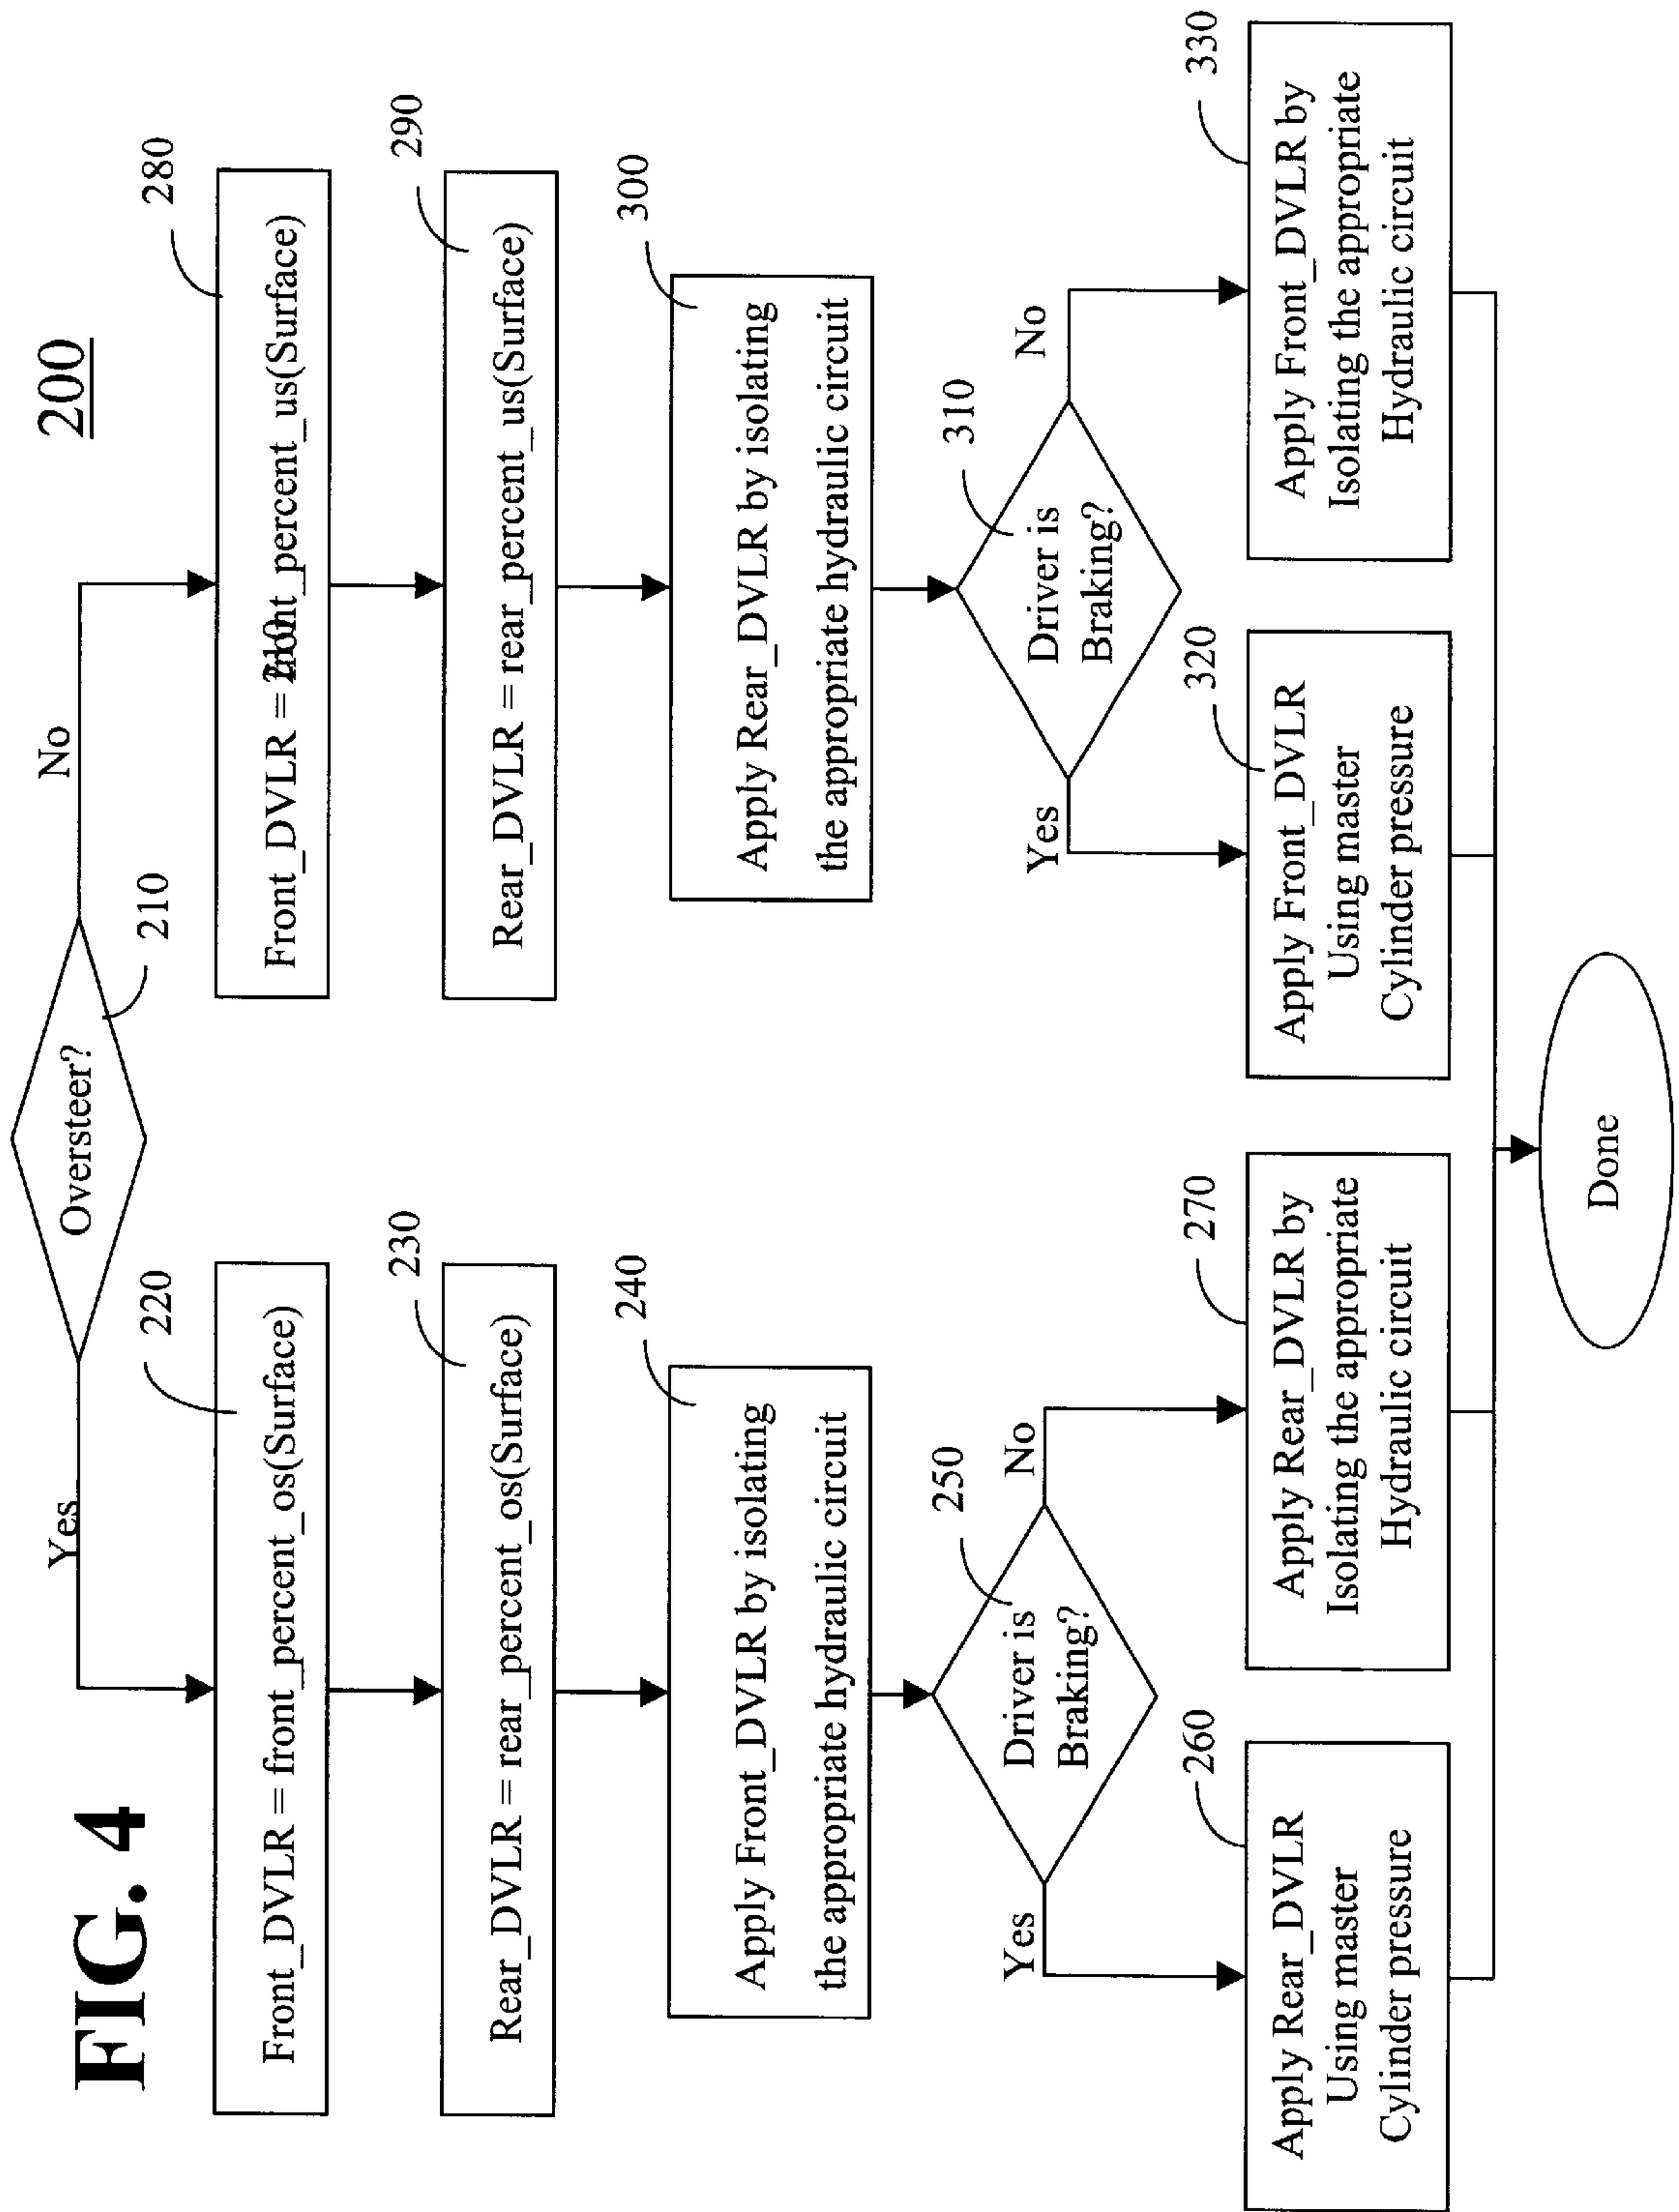 FIG. 4
200
Oversteer?
210
Yes
No
220
Front_DVLR = front_percent_os(Surface)
230
Rear_DVLR = rear_percent_os(Surface)
240
Apply Front_DVLR by isolating
the appropriate hydraulic circuit
250
Driver is
Braking?
Yes
No
260
Apply Rear_DVLR
Using master
Cylinder pressure
270
Apply Rear_DVLR by
Isolating the appropriate
Hydraulic circuit
280
Front_DVLR = front_percent_us(Surface)
210
290
Rear_DVLR = rear_percent_us(Surface)
300
Apply Rear_DVLR by isolating
the appropriate hydraulic circuit
310
Driver is
Braking?
Yes
No
320
Apply Front_DVLR
Using master
Cylinder pressure
330
Apply Front_DVLR by
Isolating the appropriate
Hydraulic circuit
Done